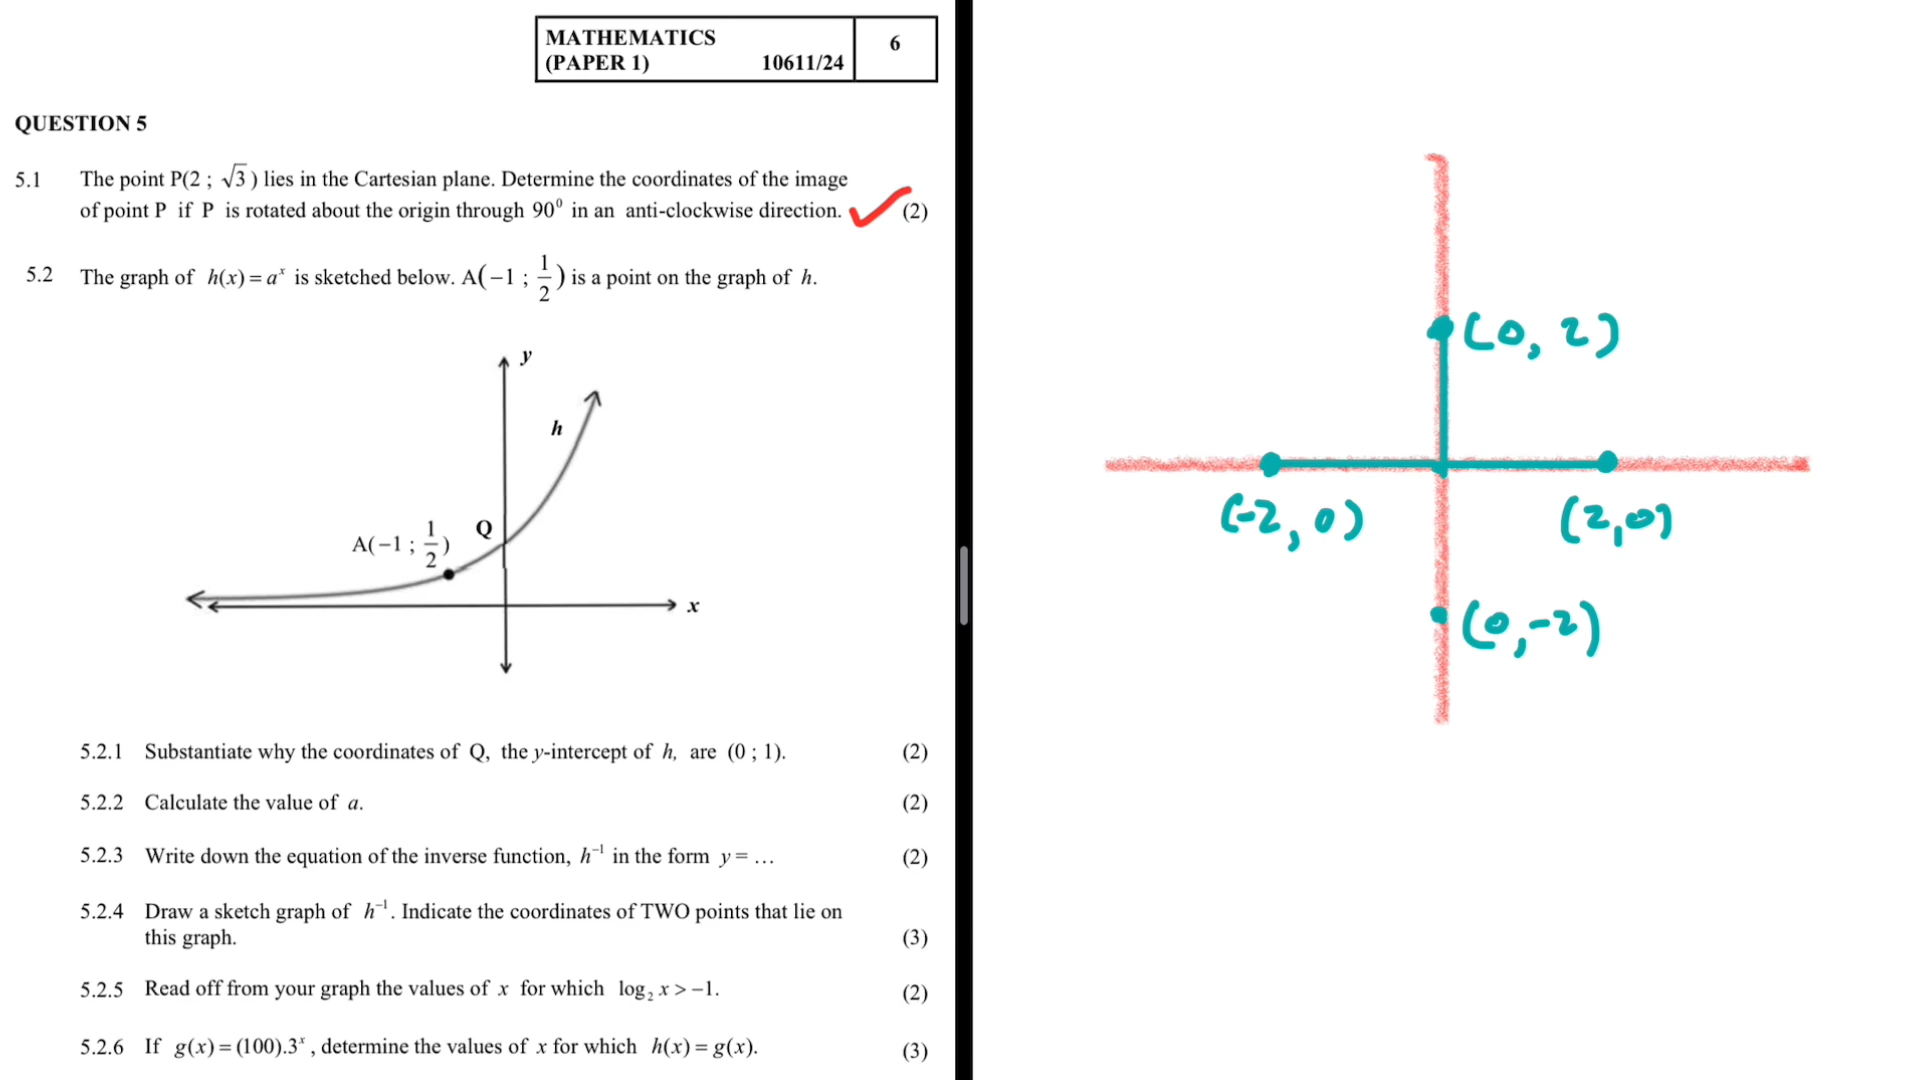 MATHEMATICS
(PAPER 1) 10611/24
6
QUESTION 5
5.1 The point P(2 ; √3 ) lies in the Cartesian plane. Determine the coordinates of the image
of point P if P is rotated about the origin through 90⁰ in an anti-clockwise direction. (2)
5.2 The graph of h(x) = aˣ is sketched below. A(−1 ; 1/2) is a point on the graph of h.
y
h
A(−1 ; 1/2)
Q
x
5.2.1 Substantiate why the coordinates of Q, the y-intercept of h, are (0 ; 1). (2)
5.2.2 Calculate the value of a. (2)
5.2.3 Write down the equation of the inverse function, h⁻¹ in the form y = … (2)
5.2.4 Draw a sketch graph of h⁻¹. Indicate the coordinates of TWO points that lie on
this graph. (3)
5.2.5 Read off from your graph the values of x for which log₂ x > −1. (2)
5.2.6 If g(x) = (100).3ˣ , determine the values of x for which h(x) = g(x). (3)
(0, 2)
(-2, 0)
(2,0)
(0,-2)